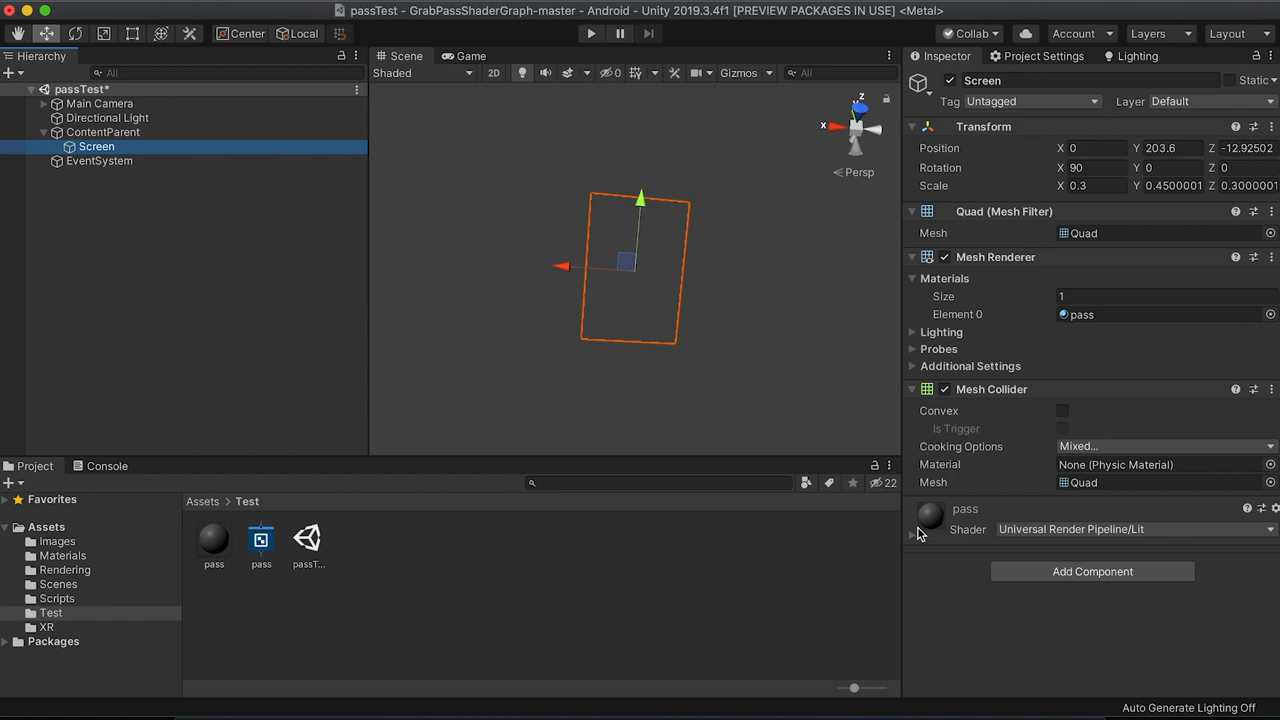 passTest - GrabPassShaderGraph-master - Android - Unity 2019.3.4f1 [PREVIEW PACKAGES IN USE] <Metal>
Center Local Collab Account Layers Layout
Hierarchy
All
passTest*
Main Camera
Directional Light
ContentParent
Screen
EventSystem
Scene Game
Shaded 2D 0 Gizmos All
z
x
Persp
Inspector Project Settings Lighting
Screen Static
Tag Untagged Layer Default
Transform
Position X 0 Y 203.6 Z -12.92502
Rotation X 90 Y 0 Z 0
Scale X 0.3 Y 0.4500001 Z 0.3000001
Quad (Mesh Filter)
Mesh Quad
Mesh Renderer
Materials
Size 1
Element 0 pass
Lighting
Probes
Additional Settings
Mesh Collider
Convex
Is Trigger
Cooking Options Mixed...
Material None (Physic Material)
Mesh Quad
pass
Shader Universal Render Pipeline/Lit
Add Component
Project Console
22
Favorites
Assets
Images
Materials
Rendering
Scenes
Scripts
Test
XR
Packages
Assets Test
pass pass passT...
Auto Generate Lighting Off